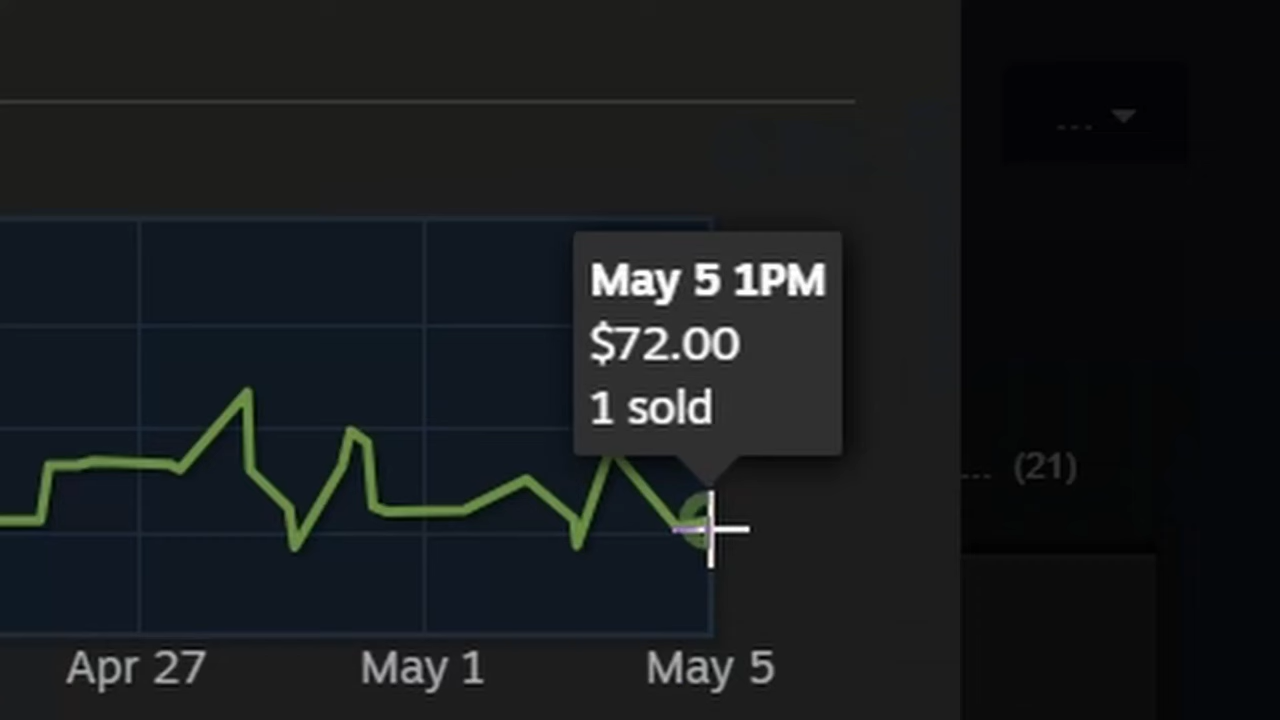 ...
May 5 1PM
$72.00
1 sold
... (21)
Apr 27 May 1 May 5